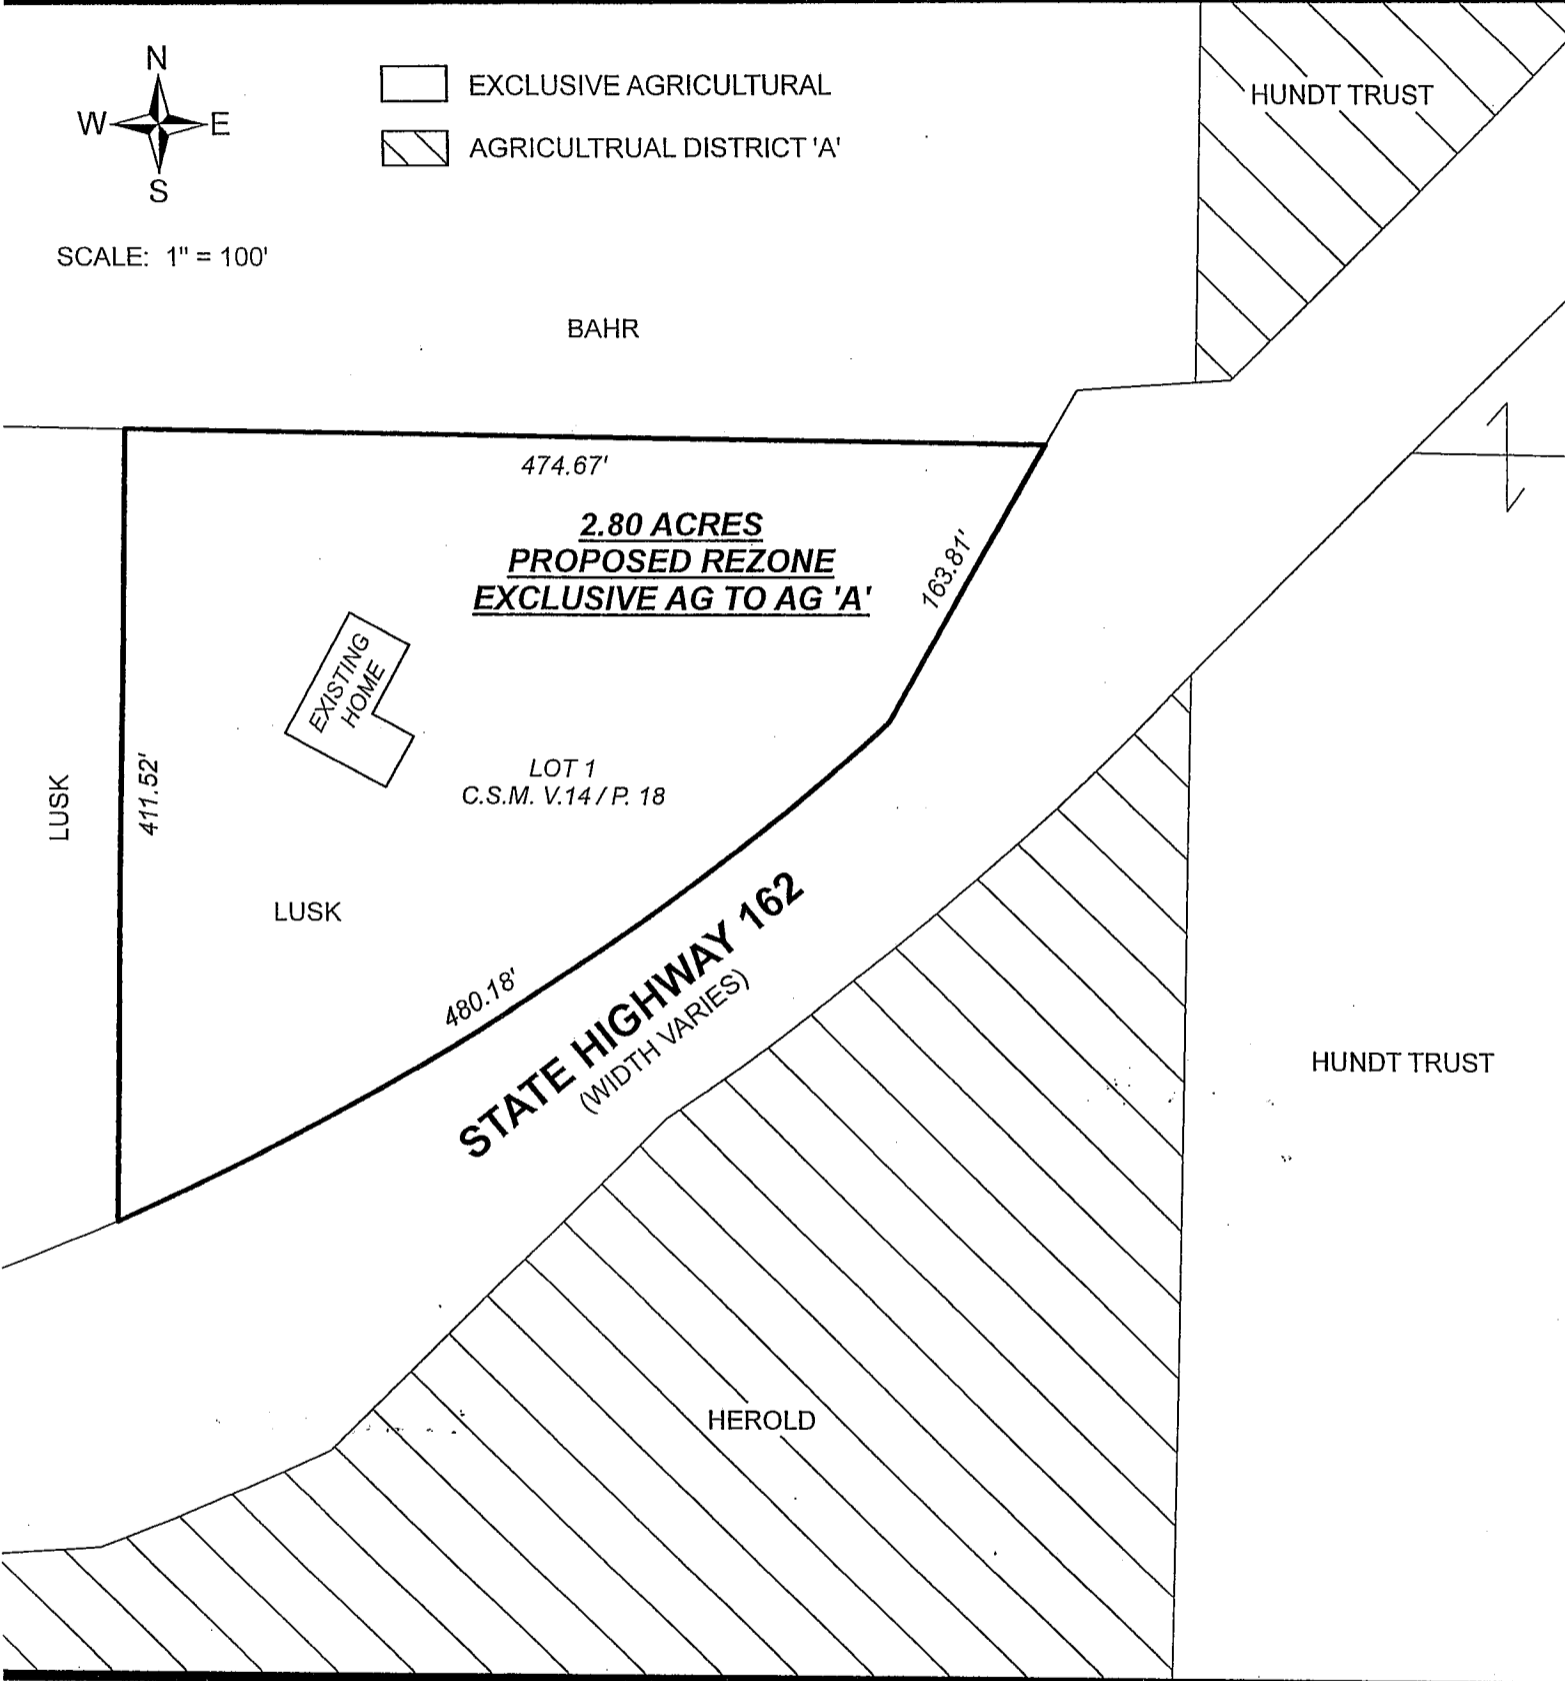 N
W E
S
EXCLUSIVE AGRICULTURAL
AGRICULTRUAL DISTRICT 'A'
SCALE: 1" = 100'
HUNDT TRUST
BAHR
474.67'
2.80 ACRES
PROPOSED REZONE
EXCLUSIVE AG TO AG 'A'
163.81'
EXISTING
HOME
LUSK
411.52'
LOT 1
C.S.M. V.14 / P. 18
LUSK
480.18'
STATE HIGHWAY 162
(WIDTH VARIES)
HUNDT TRUST
HEROLD